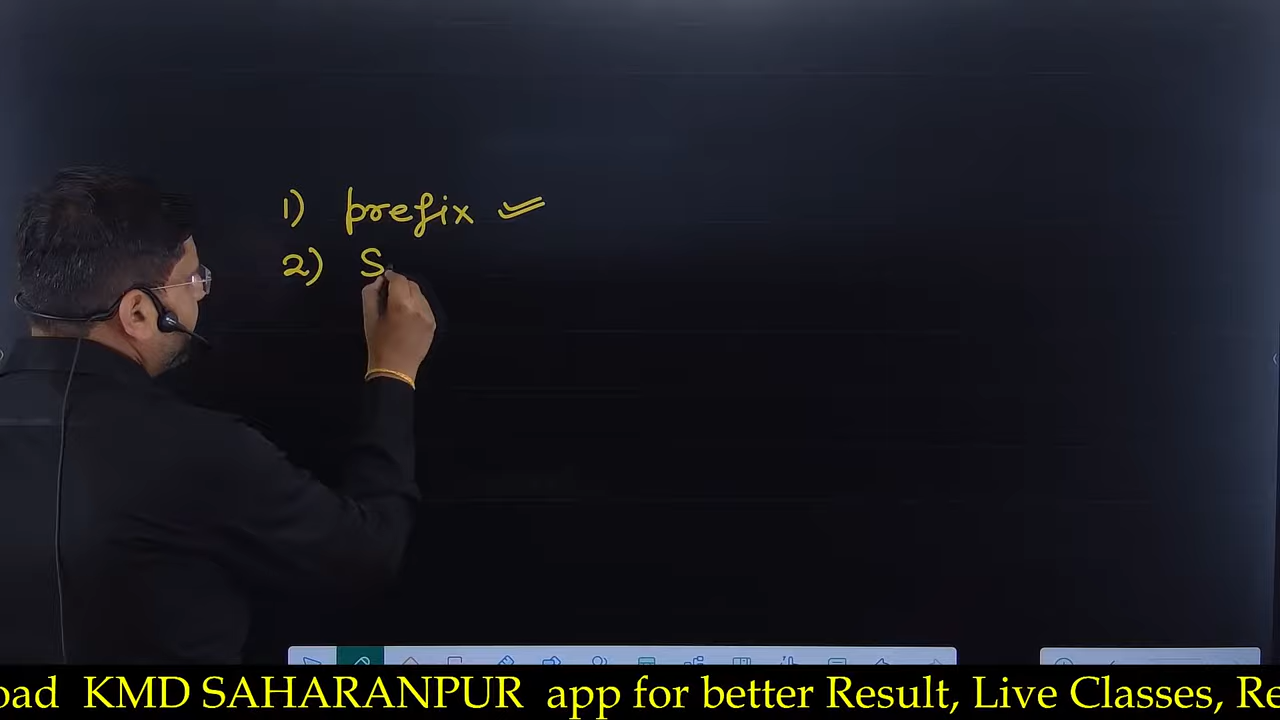 1) prefix
2) S
oad KMD SAHARANPUR app for better Result, Live Classes, Re